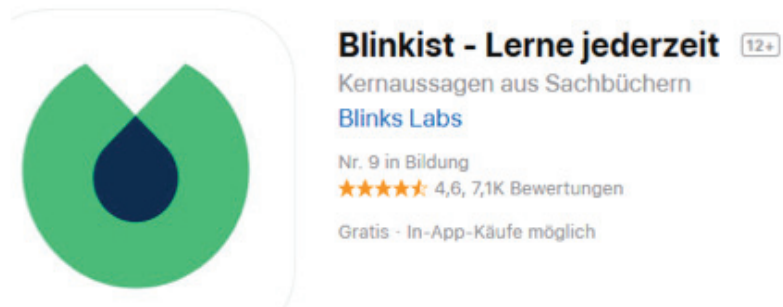 Blinkist - Lerne jederzeit 12+
Kernaussagen aus Sachbüchern
Blinks Labs
Nr. 9 in Bildung
★★★★⯪ 4,6, 7,1K Bewertungen
Gratis · In-App-Käufe möglich